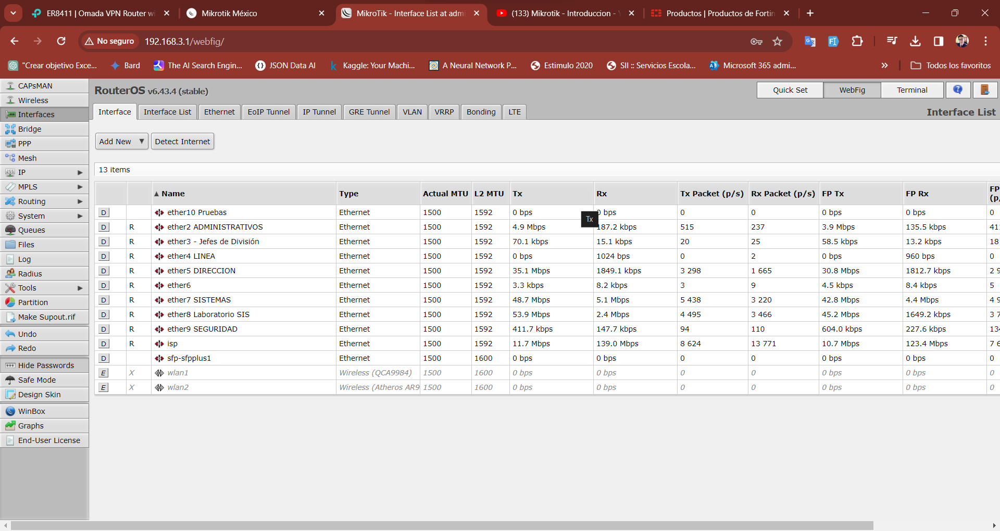 ER8411 | Omada VPN Router wi
Mikrotik México
MikroTik - Interface List at admi
(133) Mikrotik - Introduccion - Y
Productos | Productos de Fortin
No seguro
192.168.3.1/webfig/
"Crear objetivo Exce...
Bard
The AI Search Engin...
JSON Data AI
Kaggle: Your Machi...
A Neural Network P...
Estimulo 2020
SII :: Servicios Escola...
Microsoft 365 admi...
Todos los favoritos
CAPsMAN
Wireless
Interfaces
Bridge
PPP
Mesh
IP
MPLS
Routing
System
Queues
Files
Log
Radius
Tools
Partition
Make Supout.rif
Undo
Redo
Hide Passwords
Safe Mode
Design Skin
WinBox
Graphs
End-User License
RouterOS v6.43.4 (stable)
Quick Set
WebFig
Terminal
Interface
Interface List
Ethernet
EoIP Tunnel
IP Tunnel
GRE Tunnel
VLAN
VRRP
Bonding
LTE
Interface List
Add New ▼
Detect Internet
13 items
▲ Name Type Actual MTU L2 MTU Tx Rx Tx Packet (p/s) Rx Packet (p/s) FP Tx FP Rx FP (p/
D ether10 Pruebas Ethernet 1500 1592 0 bps 0 bps 0 0 0 bps 0 bps 0
Tx
D R ether2 ADMINISTRATIVOS Ethernet 1500 1592 4.9 Mbps 187.2 kbps 515 237 3.9 Mbps 135.5 kbps 41
D R ether3 - Jefes de División Ethernet 1500 1592 70.1 kbps 15.1 kbps 20 25 58.5 kbps 13.2 kbps 18
D R ether4 LINEA Ethernet 1500 1592 0 bps 1024 bps 0 2 0 bps 960 bps 0
D R ether5 DIRECCION Ethernet 1500 1592 35.1 Mbps 1849.1 kbps 3 298 1 665 30.8 Mbps 1812.7 kbps 2 9
D R ether6 Ethernet 1500 1592 3.3 kbps 8.2 kbps 3 9 4.5 kbps 8.4 kbps 5
D R ether7 SISTEMAS Ethernet 1500 1592 48.7 Mbps 5.1 Mbps 5 438 3 220 42.8 Mbps 4.4 Mbps 4 9
D R ether8 Laboratorio SIS Ethernet 1500 1592 53.9 Mbps 2.4 Mbps 4 495 3 466 45.2 Mbps 1649.2 kbps 3 7
D R ether9 SEGURIDAD Ethernet 1500 1592 411.7 kbps 147.7 kbps 94 110 604.0 kbps 227.6 kbps 134
D R isp Ethernet 1500 1592 11.7 Mbps 139.0 Mbps 8 624 13 771 10.7 Mbps 123.4 Mbps 7 6
D sfp-sfpplus1 Ethernet 1500 1600 0 bps 0 bps 0 0 0 bps 0 bps 0
E X wlan1 Wireless (QCA9984) 1500 1600 0 bps 0 bps 0 0 0 bps 0 bps 0
E X wlan2 Wireless (Atheros AR9 1500 1600 0 bps 0 bps 0 0 0 bps 0 bps 0